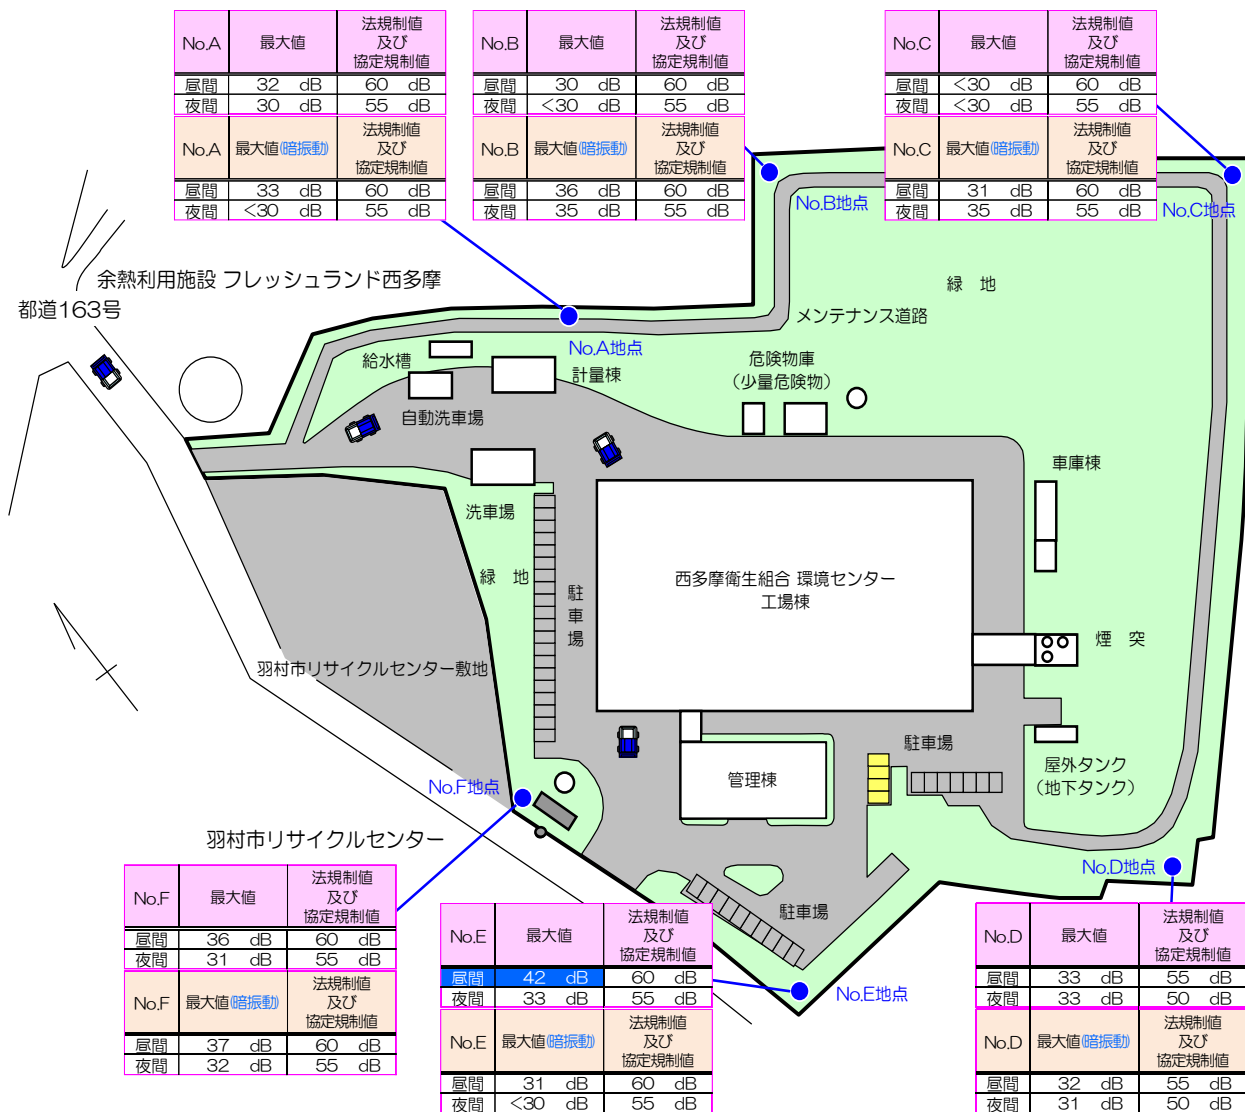 No.A 最大値 法規制値
及び
協定規制値
昼間 32 dB 60 dB
夜間 30 dB 55 dB
No.A 最大値(暗振動) 法規制値
及び
協定規制値
昼間 33 dB 60 dB
夜間 <30 dB 55 dB
No.B 最大値 法規制値
及び
協定規制値
昼間 30 dB 60 dB
夜間 <30 dB 55 dB
No.B 最大値(暗振動) 法規制値
及び
協定規制値
昼間 36 dB 60 dB
夜間 35 dB 55 dB
No.C 最大値 法規制値
及び
協定規制値
昼間 <30 dB 60 dB
夜間 <30 dB 55 dB
No.C 最大値(暗振動) 法規制値
及び
協定規制値
昼間 31 dB 60 dB
夜間 35 dB 55 dB
No.B地点
No.C地点
余熱利用施設 フレッシュランド西多摩
緑 地
都道163号
メンテナンス道路
No.A地点
給水槽
計量棟
危険物庫
(少量危険物)
自動洗車場
車庫棟
洗車場
緑 地
駐車場
西多摩衛生組合 環境センター
工場棟
煙 突
羽村市リサイクルセンター敷地
駐車場
管理棟
屋外タンク
(地下タンク)
No.F地点
羽村市リサイクルセンター
No.D地点
駐車場
No.E地点
No.F 最大値 法規制値
及び
協定規制値
昼間 36 dB 60 dB
夜間 31 dB 55 dB
No.F 最大値(暗振動) 法規制値
及び
協定規制値
昼間 37 dB 60 dB
夜間 32 dB 55 dB
No.E 最大値 法規制値
及び
協定規制値
昼間 42 dB 60 dB
夜間 33 dB 55 dB
No.E 最大値(暗振動) 法規制値
及び
協定規制値
昼間 31 dB 60 dB
夜間 <30 dB 55 dB
No.D 最大値 法規制値
及び
協定規制値
昼間 33 dB 55 dB
夜間 33 dB 50 dB
No.D 最大値(暗振動) 法規制値
及び
協定規制値
昼間 32 dB 55 dB
夜間 31 dB 50 dB